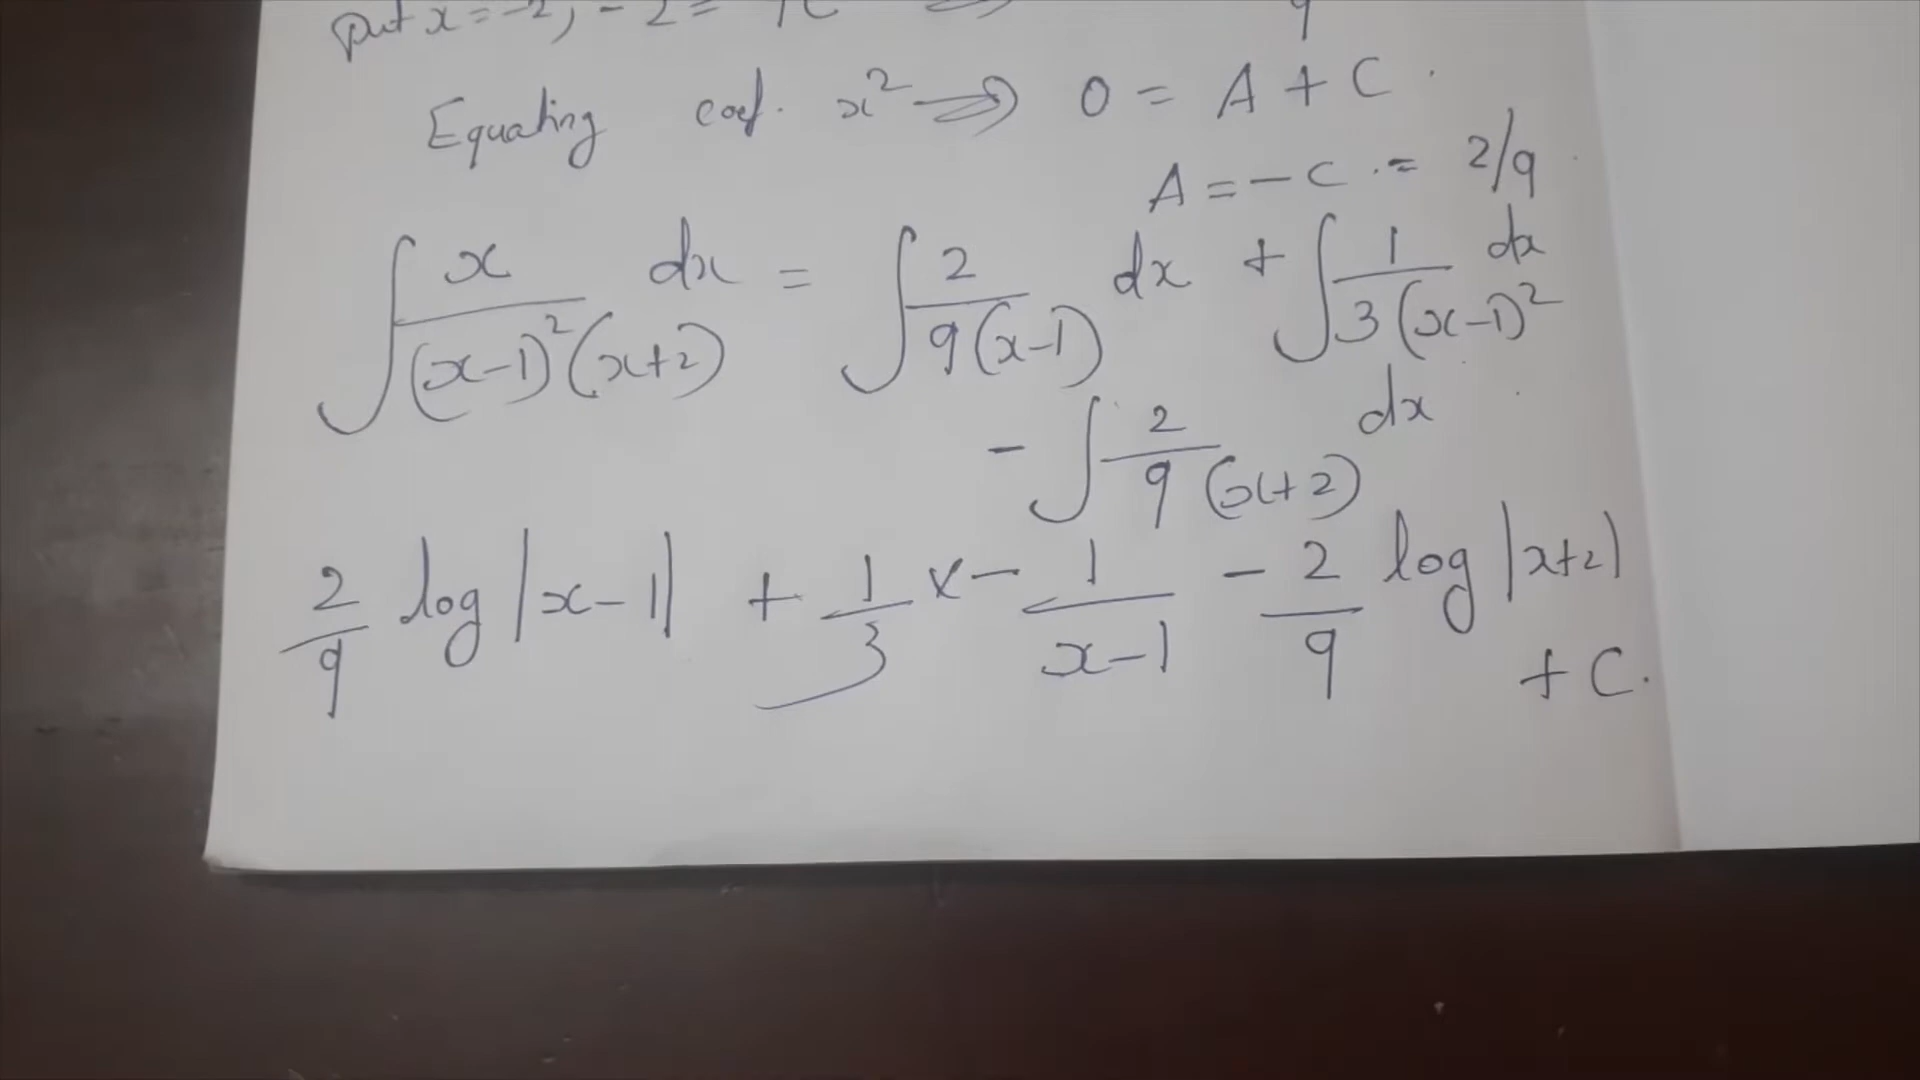 put x = -2, -2 = 9C ⟹ 9
Equating coef. x² ⟹ 0 = A + C.
A = -C. = 2/9.
∫ x/((x-1)²(x+2)) dx = ∫ 2/(9(x-1)) dx + ∫ 1/(3(x-1)²) dx
- ∫ 2/(9(x+2)) dx
2/9 log|x-1| + 1/3 x - 1/(x-1) - 2/9 log|x+2|
+ C.